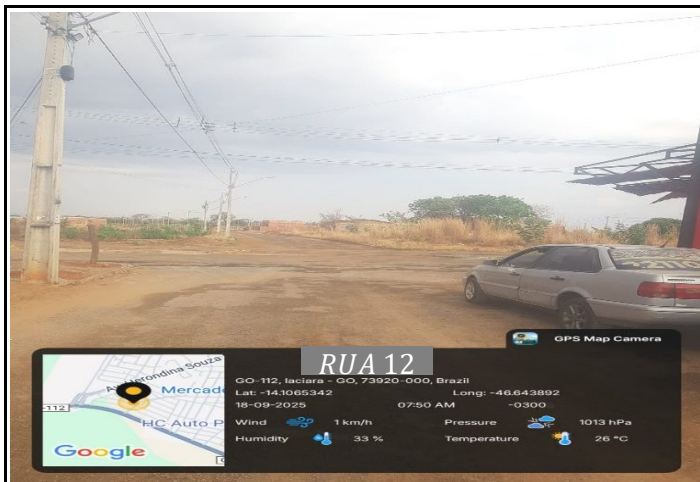 GPS Map Camera
RUA 12
GO-112, Iaciara - GO, 73920-000, Brazil
Lat: -14.1065342 Long: -46.643892
18-09-2025 07:50 AM -0300
Wind 1 km/h Pressure 1013 hPa
Humidity 33 % Temperature 26 °C
Souza
Mercad
-112
HC Auto P
Google